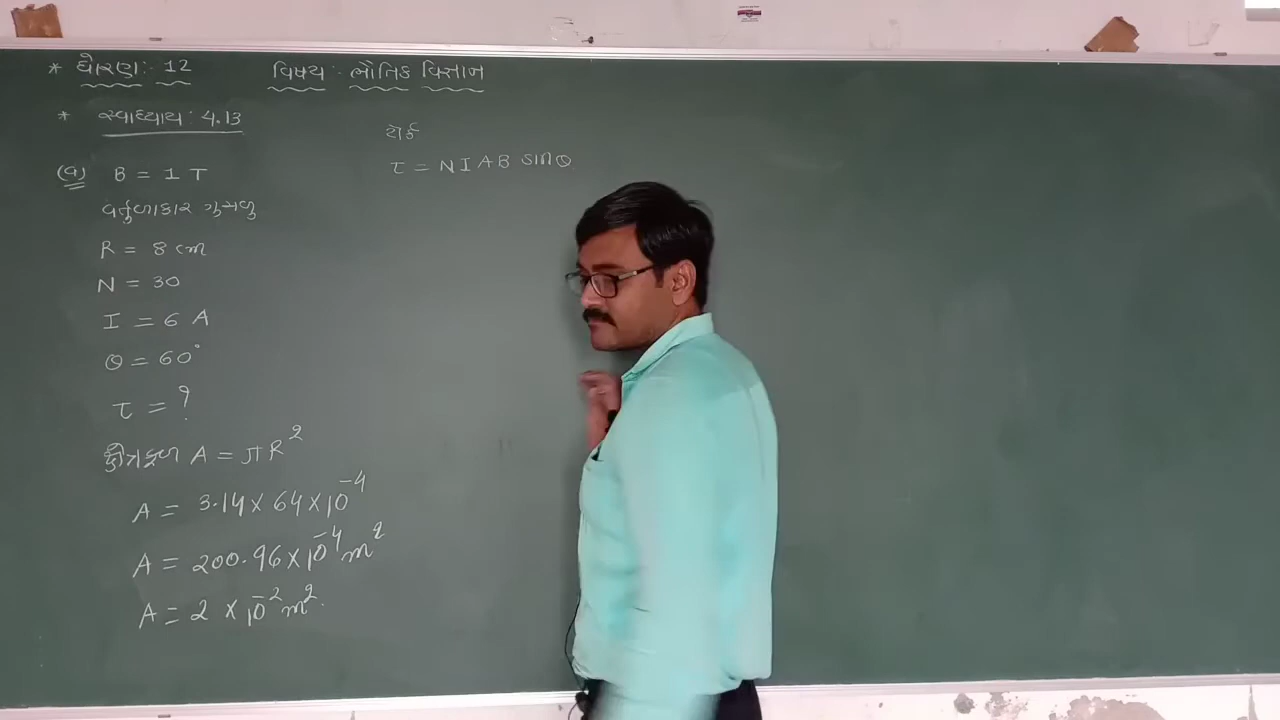 * ધોરણ:- 12 વિષય :- ભૌતિક વિજ્ઞાન
* સ્વાધ્યાય: 4.13
(a) B = 1 T
વર્તુળાકાર ગૂંચળુ
R = 8 cm
N = 30
I = 6 A
θ = 60°
τ = ?
ક્ષેત્રફળ A = πR²
A = 3.14 × 64 × 10⁻⁴
A = 200.96 × 10⁻⁴ m²
A = 2 × 10⁻² m².
ટોર્ક
τ = N I A B sinθ